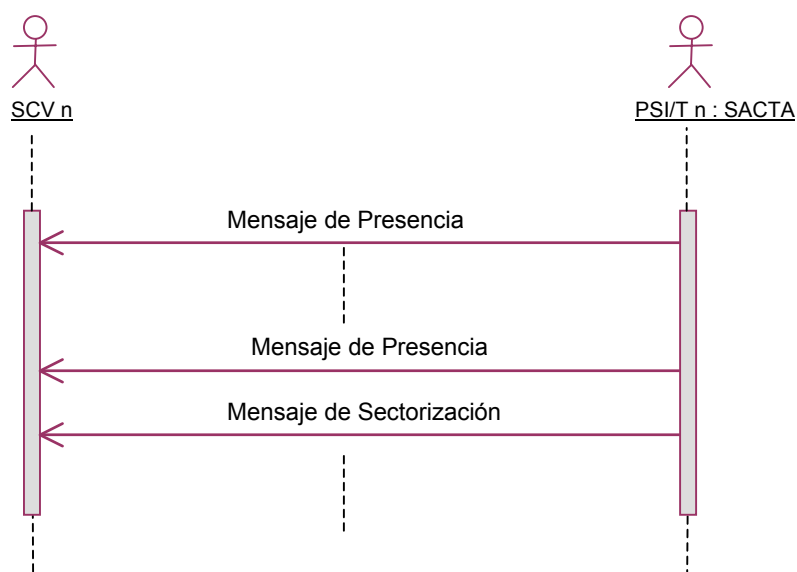 SCV n
PSI/T n : SACTA
Mensaje de Presencia
Mensaje de Presencia
Mensaje de Sectorización